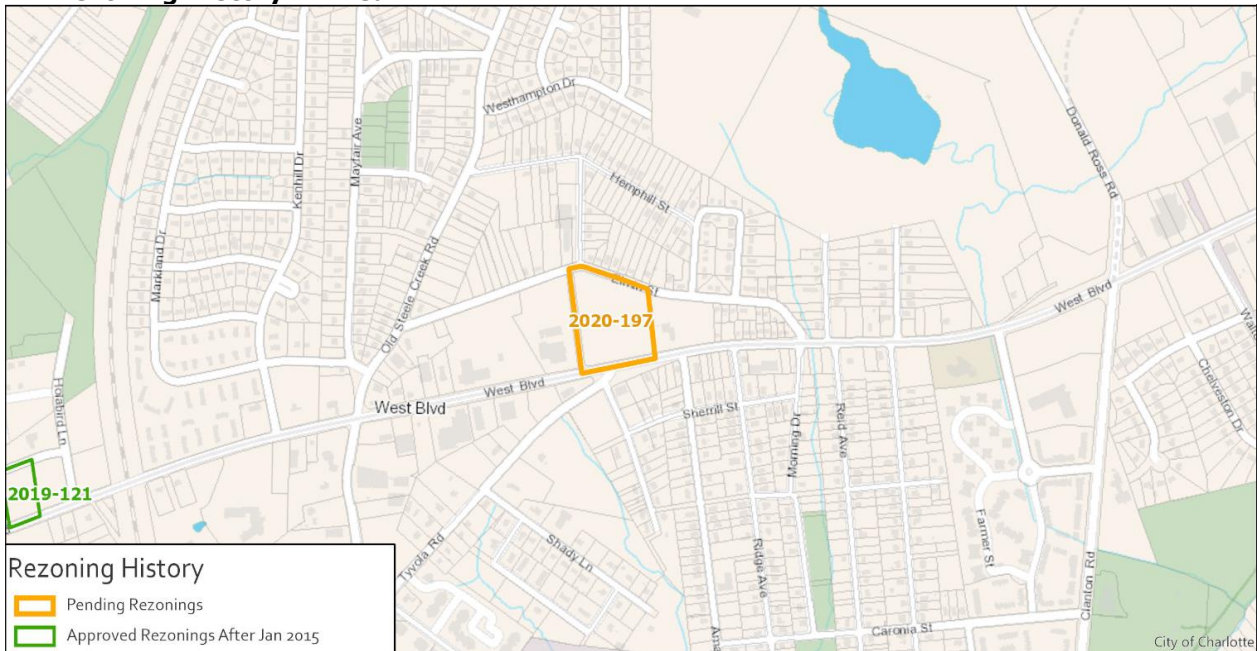 Westhampton Dr
Mayfair Ave
Kenhill Dr
Markland Dr
Old Steele Creek Rd
Hemphill St
Donald Ross Rd
2020-197
West Blvd
West Blvd
West Blvd
Holabird Ln
2019-121
Sherrill St
Morning Dr
Reid Ave
Chelveston Dr
Tyvola Rd
Shady Ln
Ridge Ave
Farmer St
Clanton Rd
Caronia St
Rezoning History
Pending Rezonings
Approved Rezonings After Jan 2015
City of Charlotte